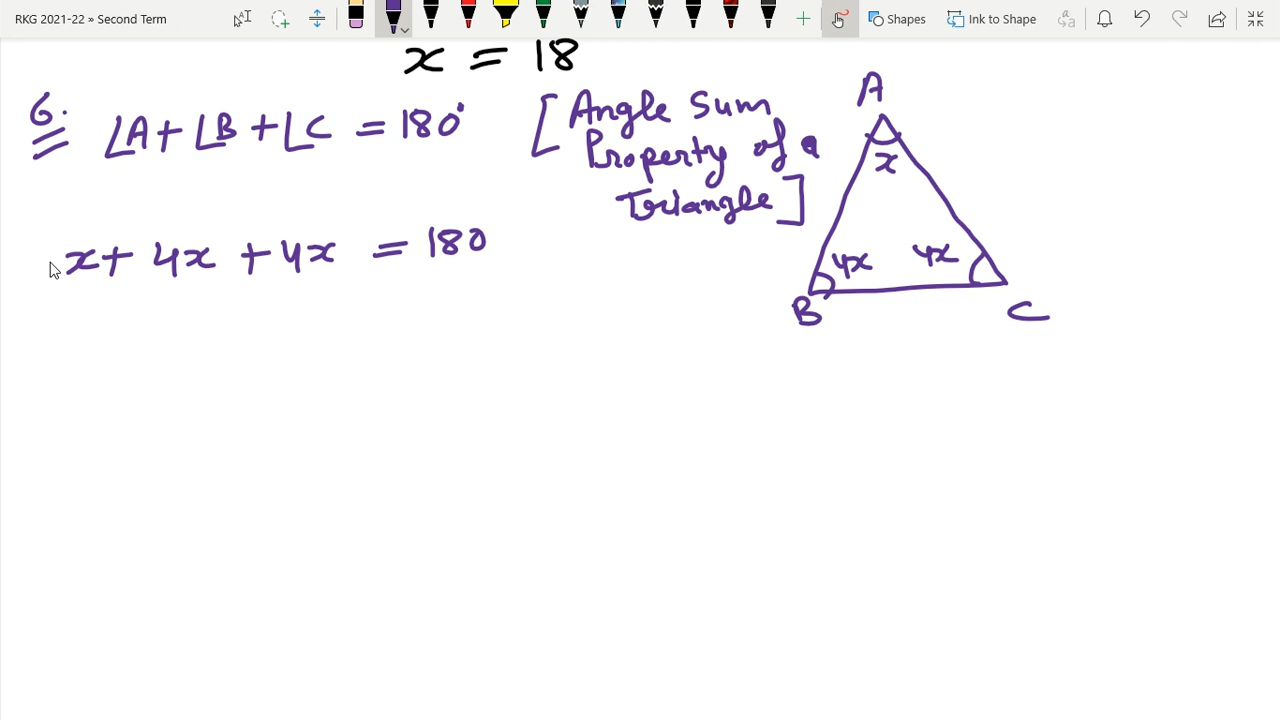 RKG 2021-22 » Second Term
Shapes
Ink to Shape
x = 18
6. ∠A + ∠B + ∠C = 180° [Angle Sum
Property of a
Triangle]
x + 4x + 4x = 180
A
x
4x 4x
B C